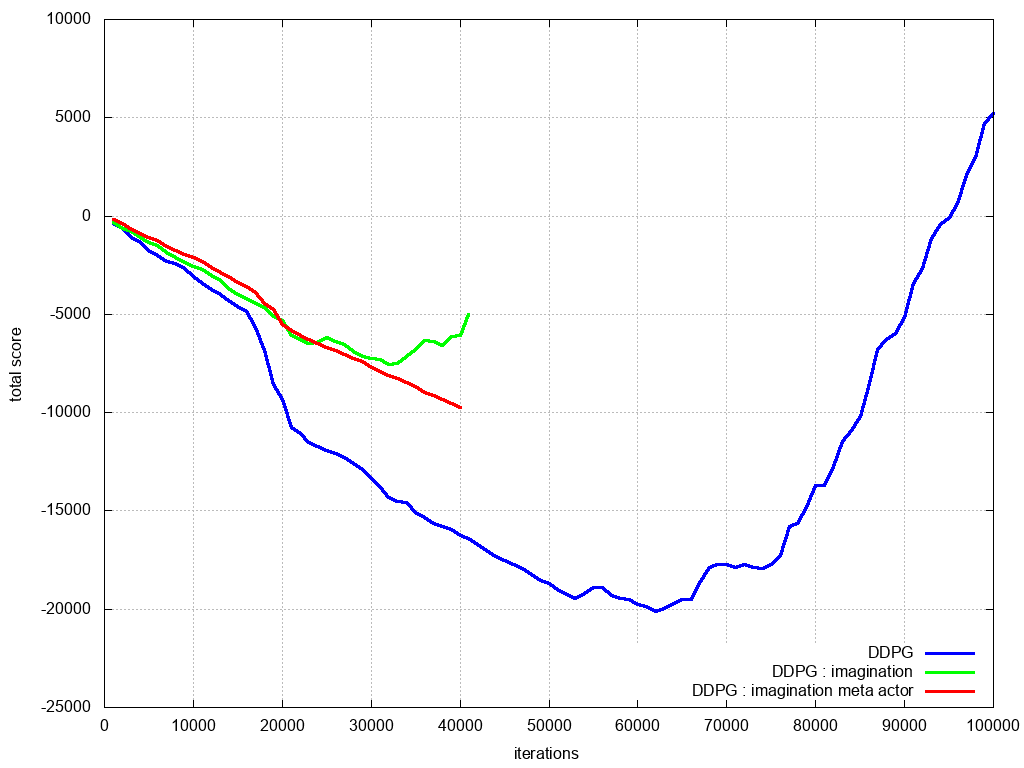 10000
5000
0
-5000
-10000
-15000
-20000
-25000
total score
DDPG
DDPG : imagination
DDPG : imagination meta actor
0 10000 20000 30000 40000 50000 60000 70000 80000 90000 100000
iterations